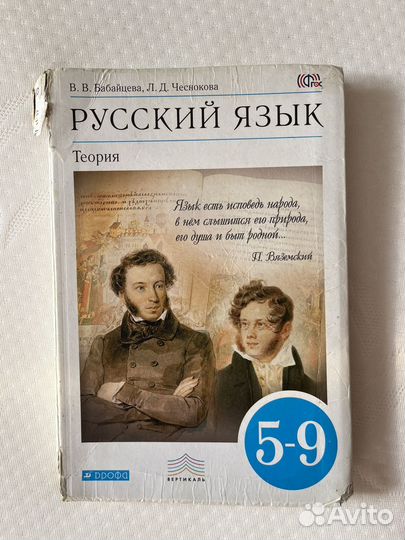 В. В. Бабайцева, Л. Д. Чеснокова
ФГОС
РУССКИЙ ЯЗЫК
Теория
Язык есть исповедь народа,
в нём слышится его природа,
его душа и быт родной...
П. Вяземский
5-9
ДРОФА
ВЕРТИКАЛЬ
Avito